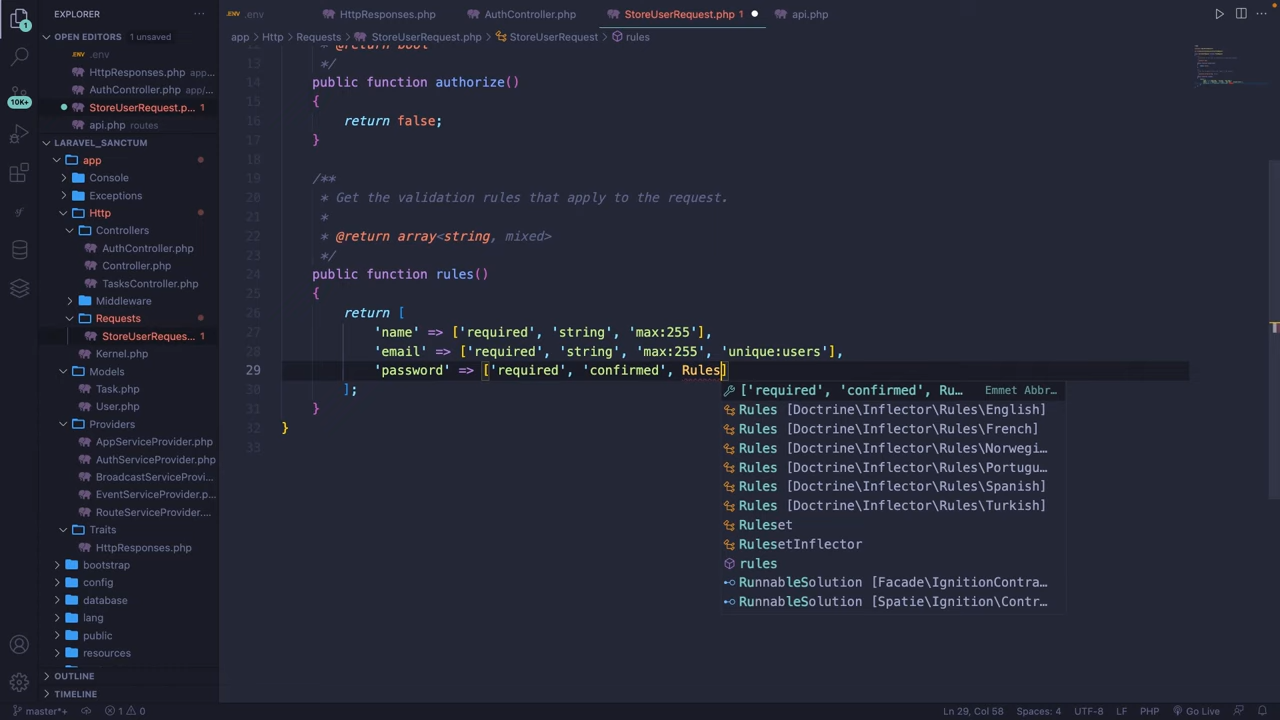 EXPLORER
.env
HttpResponses.php
AuthController.php
StoreUserRequest.php 1
api.php
OPEN EDITORS 1 unsaved
app > Http > Requests > StoreUserRequest.php > StoreUserRequest > rules
.env
HttpResponses.php app...
AuthController.php app/...
StoreUserRequest.p... 1
api.php routes
LARAVEL_SANCTUM
app
Console
Exceptions
Http
Controllers
AuthController.php
Controller.php
TasksController.php
Middleware
Requests
StoreUserReques... 1
Kernel.php
Models
Task.php
User.php
Providers
AppServiceProvider.php
AuthServiceProvider.php
BroadcastServiceProvi...
EventServiceProvider.p...
RouteServiceProvider....
Traits
HttpResponses.php
bootstrap
config
database
lang
public
resources
OUTLINE
TIMELINE
10K+
* @return bool
13 */
14 public function authorize()
15 {
16 return false;
17 }
18
19 /**
20 * Get the validation rules that apply to the request.
21 *
22 * @return array<string, mixed>
23 */
24 public function rules()
25 {
26 return [
27 'name' => ['required', 'string', 'max:255'],
28 'email' => ['required', 'string', 'max:255', 'unique:users'],
29 'password' => ['required', 'confirmed', Rules]
30 ];
31 }
32 }
33
['required', 'confirmed', Ru... Emmet Abbr...
Rules [Doctrine\Inflector\Rules\English]
Rules [Doctrine\Inflector\Rules\French]
Rules [Doctrine\Inflector\Rules\Norwegi...
Rules [Doctrine\Inflector\Rules\Portugu...
Rules [Doctrine\Inflector\Rules\Spanish]
Rules [Doctrine\Inflector\Rules\Turkish]
Ruleset
RulesetInflector
rules
RunnableSolution [Facade\IgnitionContra...
RunnableSolution [Spatie\Ignition\Contr...
master*+ 1 0
Ln 29, Col 58 Spaces: 4 UTF-8 LF PHP Go Live